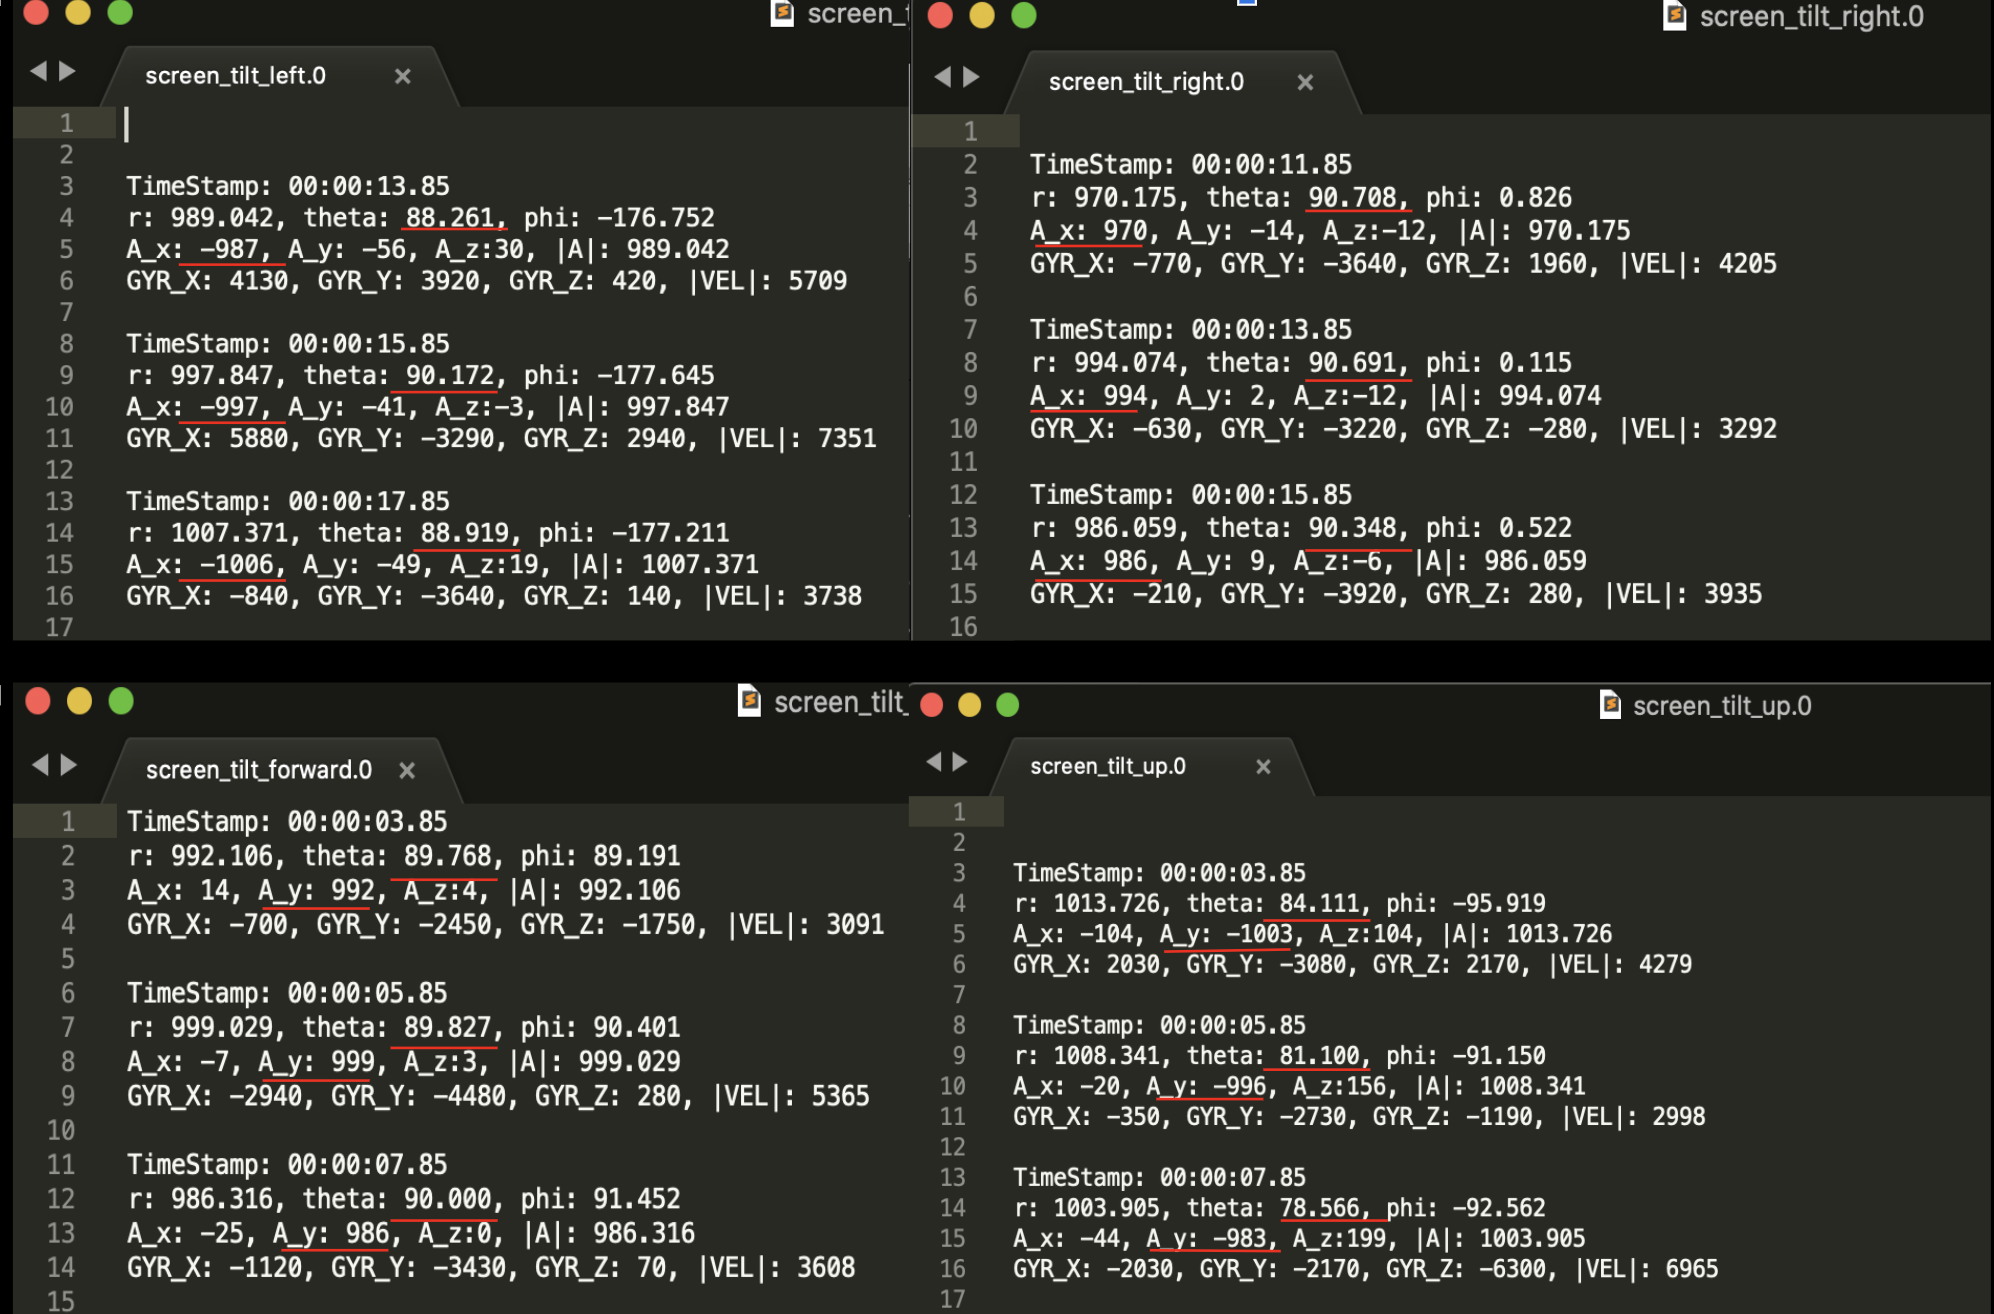 screen_t
screen_tilt_left.0
1
2
3 TimeStamp: 00:00:13.85
4 r: 989.042, theta: 88.261, phi: -176.752
5 A_x: -987, A_y: -56, A_z:30, |A|: 989.042
6 GYR_X: 4130, GYR_Y: 3920, GYR_Z: 420, |VEL|: 5709
7
8 TimeStamp: 00:00:15.85
9 r: 997.847, theta: 90.172, phi: -177.645
10 A_x: -997, A_y: -41, A_z:-3, |A|: 997.847
11 GYR_X: 5880, GYR_Y: -3290, GYR_Z: 2940, |VEL|: 7351
12
13 TimeStamp: 00:00:17.85
14 r: 1007.371, theta: 88.919, phi: -177.211
15 A_x: -1006, A_y: -49, A_z:19, |A|: 1007.371
16 GYR_X: -840, GYR_Y: -3640, GYR_Z: 140, |VEL|: 3738
17
screen_tilt_right.0
screen_tilt_right.0
1
2 TimeStamp: 00:00:11.85
3 r: 970.175, theta: 90.708, phi: 0.826
4 A_x: 970, A_y: -14, A_z:-12, |A|: 970.175
5 GYR_X: -770, GYR_Y: -3640, GYR_Z: 1960, |VEL|: 4205
6
7 TimeStamp: 00:00:13.85
8 r: 994.074, theta: 90.691, phi: 0.115
9 A_x: 994, A_y: 2, A_z:-12, |A|: 994.074
10 GYR_X: -630, GYR_Y: -3220, GYR_Z: -280, |VEL|: 3292
11
12 TimeStamp: 00:00:15.85
13 r: 986.059, theta: 90.348, phi: 0.522
14 A_x: 986, A_y: 9, A_z:-6, |A|: 986.059
15 GYR_X: -210, GYR_Y: -3920, GYR_Z: 280, |VEL|: 3935
16
screen_tilt_
screen_tilt_forward.0
1 TimeStamp: 00:00:03.85
2 r: 992.106, theta: 89.768, phi: 89.191
3 A_x: 14, A_y: 992, A_z:4, |A|: 992.106
4 GYR_X: -700, GYR_Y: -2450, GYR_Z: -1750, |VEL|: 3091
5
6 TimeStamp: 00:00:05.85
7 r: 999.029, theta: 89.827, phi: 90.401
8 A_x: -7, A_y: 999, A_z:3, |A|: 999.029
9 GYR_X: -2940, GYR_Y: -4480, GYR_Z: 280, |VEL|: 5365
10
11 TimeStamp: 00:00:07.85
12 r: 986.316, theta: 90.000, phi: 91.452
13 A_x: -25, A_y: 986, A_z:0, |A|: 986.316
14 GYR_X: -1120, GYR_Y: -3430, GYR_Z: 70, |VEL|: 3608
15
screen_tilt_up.0
screen_tilt_up.0
1
2
3 TimeStamp: 00:00:03.85
4 r: 1013.726, theta: 84.111, phi: -95.919
5 A_x: -104, A_y: -1003, A_z:104, |A|: 1013.726
6 GYR_X: 2030, GYR_Y: -3080, GYR_Z: 2170, |VEL|: 4279
7
8 TimeStamp: 00:00:05.85
9 r: 1008.341, theta: 81.100, phi: -91.150
10 A_x: -20, A_y: -996, A_z:156, |A|: 1008.341
11 GYR_X: -350, GYR_Y: -2730, GYR_Z: -1190, |VEL|: 2998
12
13 TimeStamp: 00:00:07.85
14 r: 1003.905, theta: 78.566, phi: -92.562
15 A_x: -44, A_y: -983, A_z:199, |A|: 1003.905
16 GYR_X: -2030, GYR_Y: -2170, GYR_Z: -6300, |VEL|: 6965
17